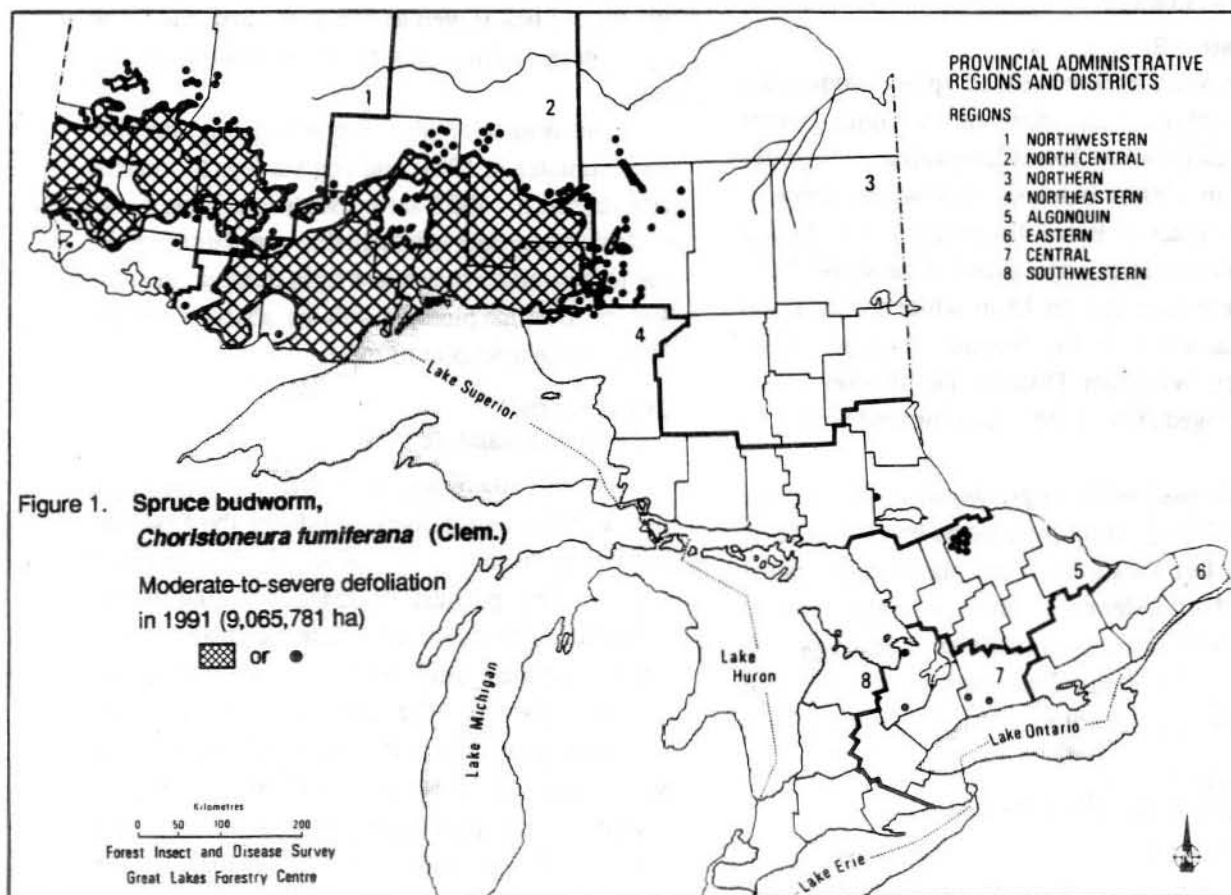 PROVINCIAL ADMINISTRATIVE
REGIONS AND DISTRICTS
REGIONS
1 NORTHWESTERN
2 NORTH CENTRAL
3 NORTHERN
4 NORTHEASTERN
5 ALGONQUIN
6 EASTERN
7 CENTRAL
8 SOUTHWESTERN
1
2
3
4
Lake Superior
Figure 1. Spruce budworm,
Choristoneura fumiferana (Clem.)
Moderate-to-severe defoliation
in 1991 (9,065,781 ha)
or
5
6
7
8
Lake Huron
Lake Michigan
Lake Ontario
Lake Erie
Kilometres
0 50 100 200
Forest Insect and Disease Survey
Great Lakes Forestry Centre
N